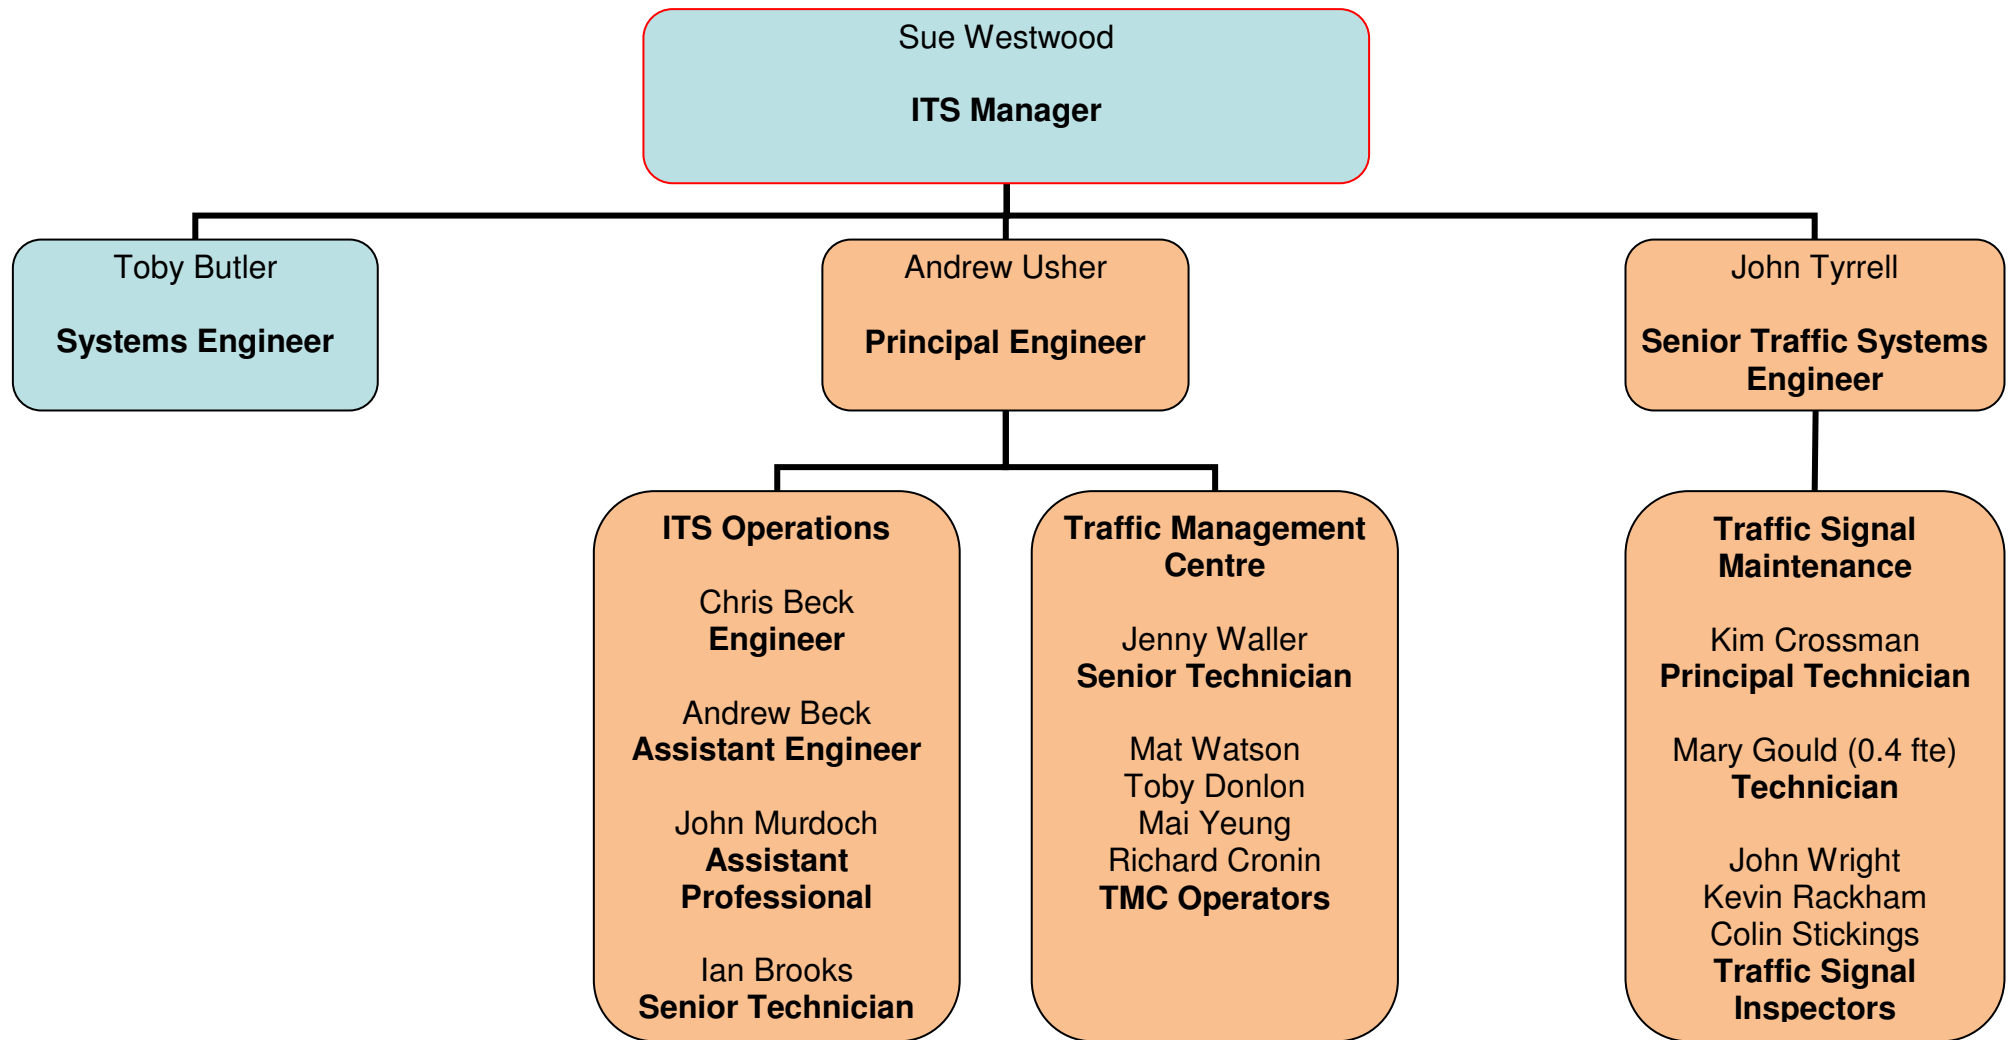 Sue Westwood
ITS Manager
Toby Butler
Systems Engineer
Andrew Usher
Principal Engineer
John Tyrrell
Senior Traffic Systems
Engineer
ITS Operations
Chris Beck
Engineer
Andrew Beck
Assistant Engineer
John Murdoch
Assistant
Professional
Ian Brooks
Senior Technician
Traffic Management
Centre
Jenny Waller
Senior Technician
Mat Watson
Toby Donlon
Mai Yeung
Richard Cronin
TMC Operators
Traffic Signal
Maintenance
Kim Crossman
Principal Technician
Mary Gould (0.4 fte)
Technician
John Wright
Kevin Rackham
Colin Stickings
Traffic Signal
Inspectors